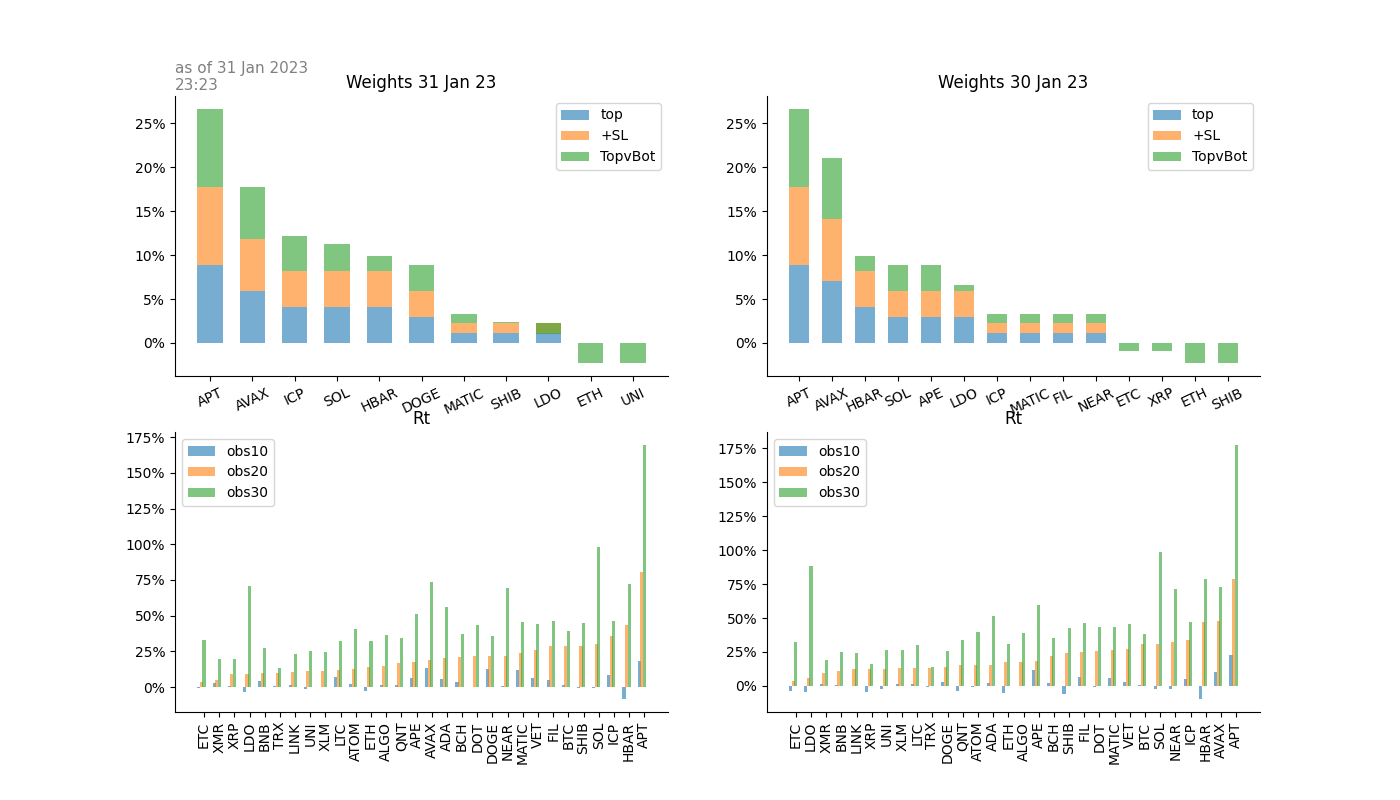 as of 31 Jan 2023
23:23
Weights 31 Jan 23
25%
20%
15%
10%
5%
0%
top
+SL
TopvBot
APT AVAX ICP SOL HBAR DOGE MATIC SHIB LDO ETH UNI
Weights 30 Jan 23
25%
20%
15%
10%
5%
0%
top
+SL
TopvBot
APT AVAX HBAR SOL APE LDO ICP MATIC FIL NEAR ETC XRP ETH SHIB
Rt
175%
150%
125%
100%
75%
50%
25%
0%
obs10
obs20
obs30
ETC XMR XRP LDO BNB TRX LINK UNI XLM LTC ATOM ETH ALGO QNT APE AVAX ADA BCH DOT DOGE NEAR MATIC VET FIL BTC SHIB SOL ICP HBAR APT
Rt
175%
150%
125%
100%
75%
50%
25%
0%
obs10
obs20
obs30
ETC LDO XMR BNB LINK XRP UNI XLM LTC TRX DOGE QNT ATOM ADA ETH ALGO APE BCH SHIB FIL DOT MATIC VET BTC SOL NEAR ICP HBAR AVAX APT